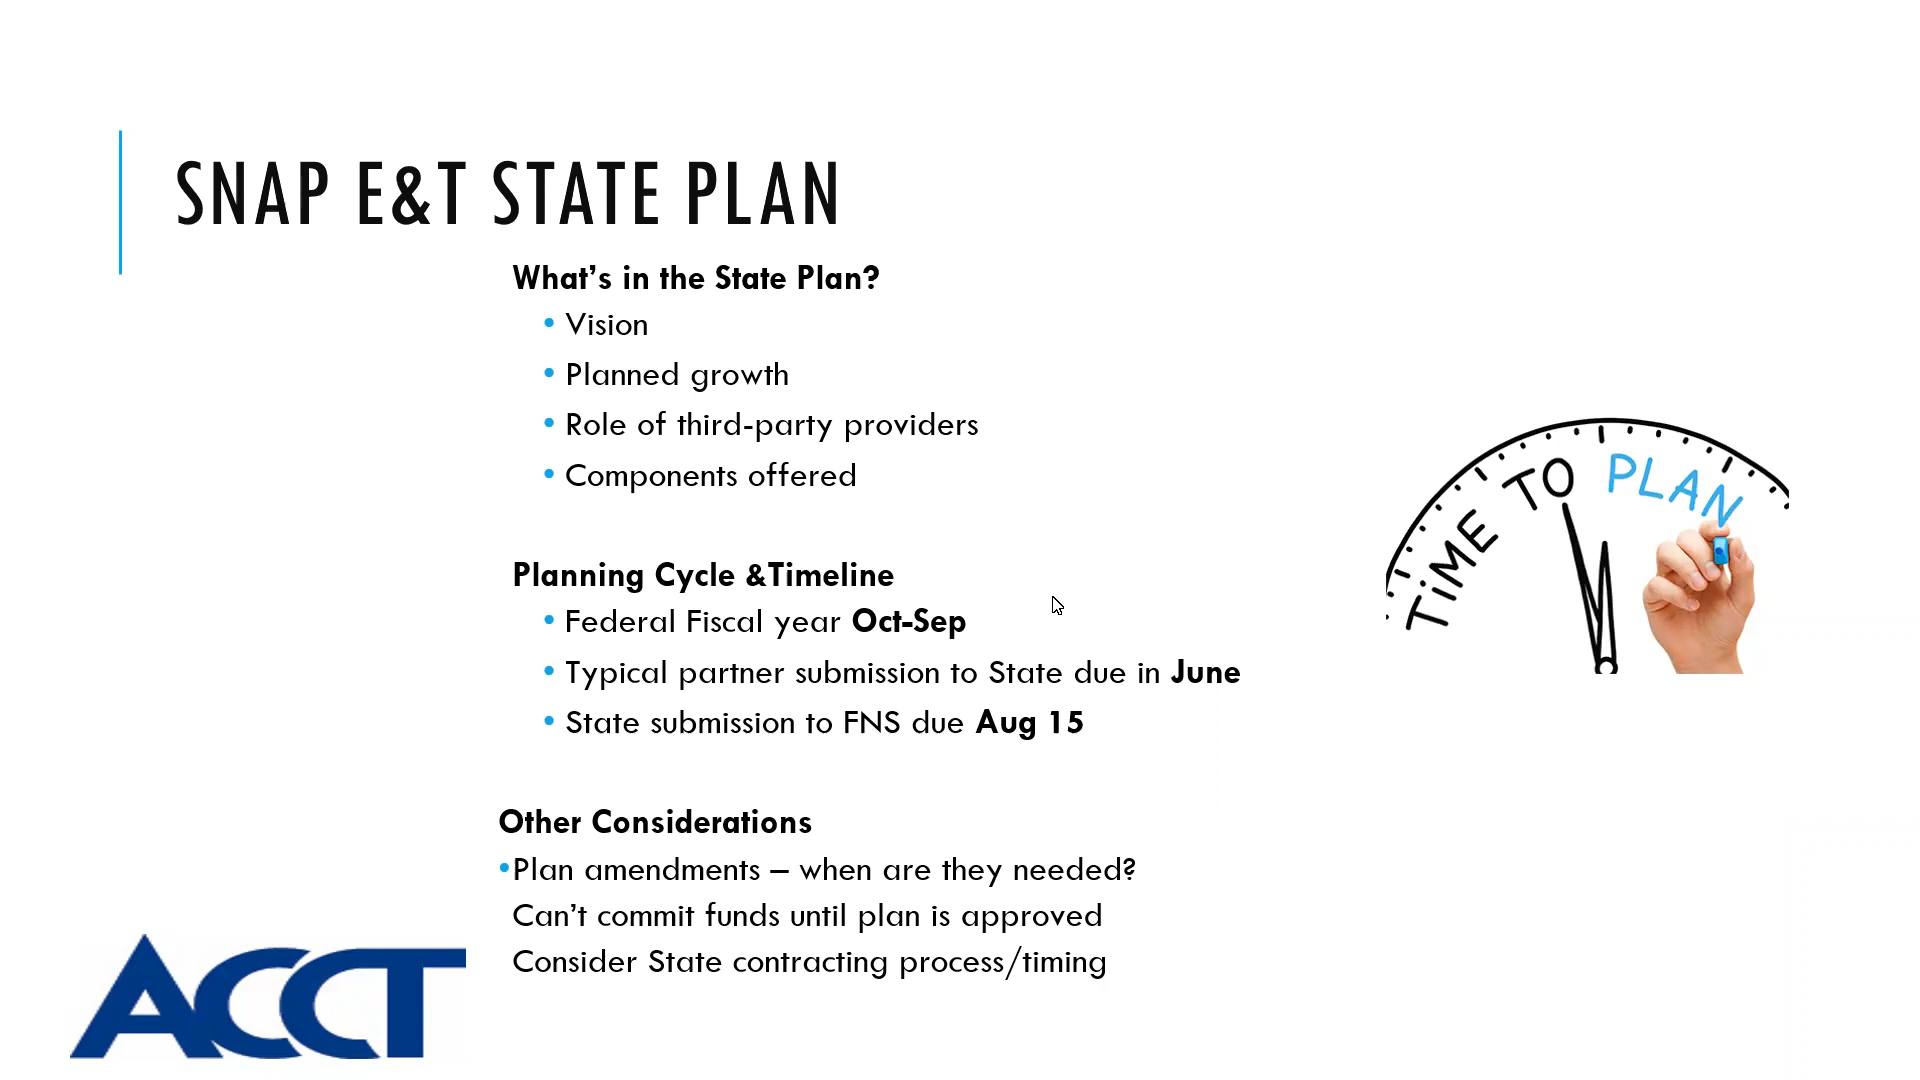 SNAP E&T STATE PLAN
What's in the State Plan?
• Vision
• Planned growth
• Role of third-party providers
• Components offered
TiME TO PLAN
Planning Cycle &Timeline
• Federal Fiscal year Oct-Sep
• Typical partner submission to State due in June
• State submission to FNS due Aug 15
Other Considerations
•Plan amendments – when are they needed?
Can't commit funds until plan is approved
Consider State contracting process/timing
ACCT